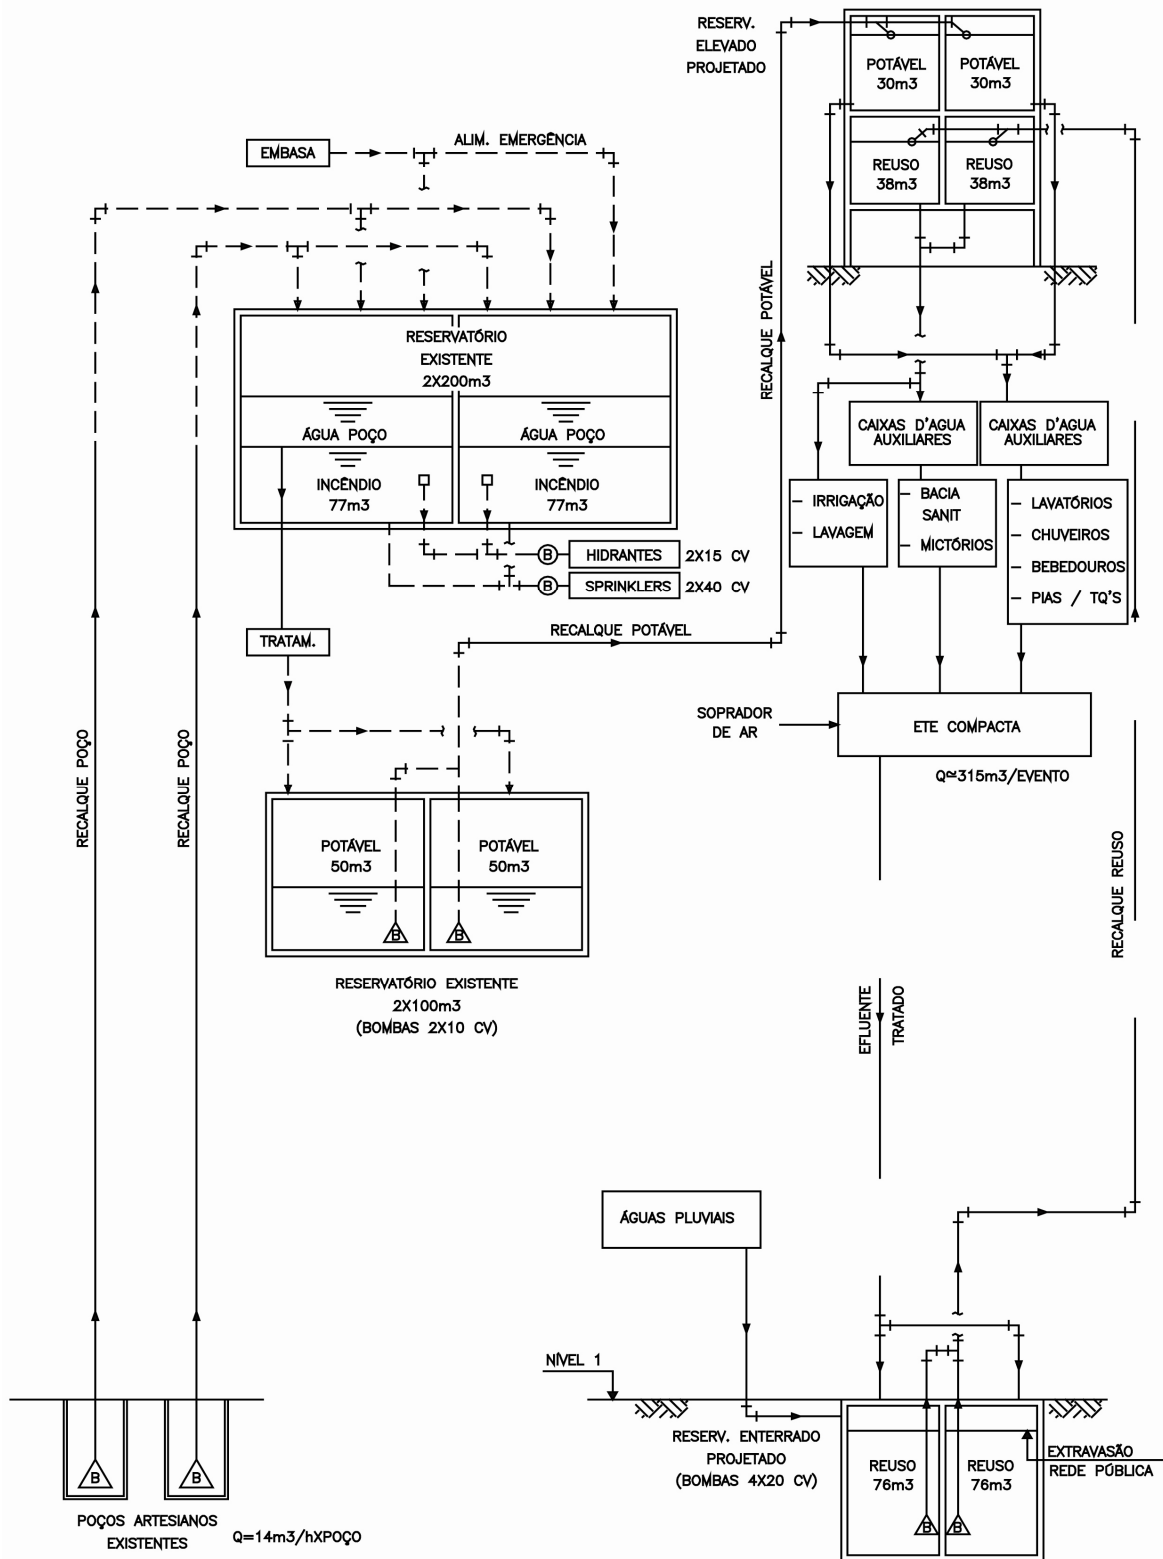 RESERV.
ELEVADO
PROJETADO
POTÁVEL
30m3
POTÁVEL
30m3
REUSO
38m3
REUSO
38m3
EMBASA
ALIM. EMERGÊNCIA
RECALQUE POTÁVEL
RESERVATÓRIO
EXISTENTE
2X200m3
ÁGUA POÇO
ÁGUA POÇO
INCÊNDIO
77m3
INCÊNDIO
77m3
B
HIDRANTES
2X15 CV
B
SPRINKLERS
2X40 CV
CAIXAS D'AGUA
AUXILIARES
CAIXAS D'AGUA
AUXILIARES
– IRRIGAÇÃO
– LAVAGEM
– BACIA
SANIT
– MICTÓRIOS
– LAVATÓRIOS
– CHUVEIROS
– BEBEDOUROS
– PIAS / TQ'S
TRATAM.
RECALQUE POTÁVEL
SOPRADOR
DE AR
ETE COMPACTA
Q≃315m3/EVENTO
RECALQUE POÇO
RECALQUE POÇO
POTÁVEL
50m3
POTÁVEL
50m3
B
B
RESERVATÓRIO EXISTENTE
2X100m3
(BOMBAS 2X10 CV)
RECALQUE REUSO
EFLUENTE
TRATADO
ÁGUAS PLUVIAIS
NÍVEL 1
RESERV. ENTERRADO
PROJETADO
(BOMBAS 4X20 CV)
REUSO
76m3
REUSO
76m3
B
B
EXTRAVASÃO
REDE PÚBLICA
B
B
POÇOS ARTESIANOS
EXISTENTES
Q=14m3/hXPOÇO